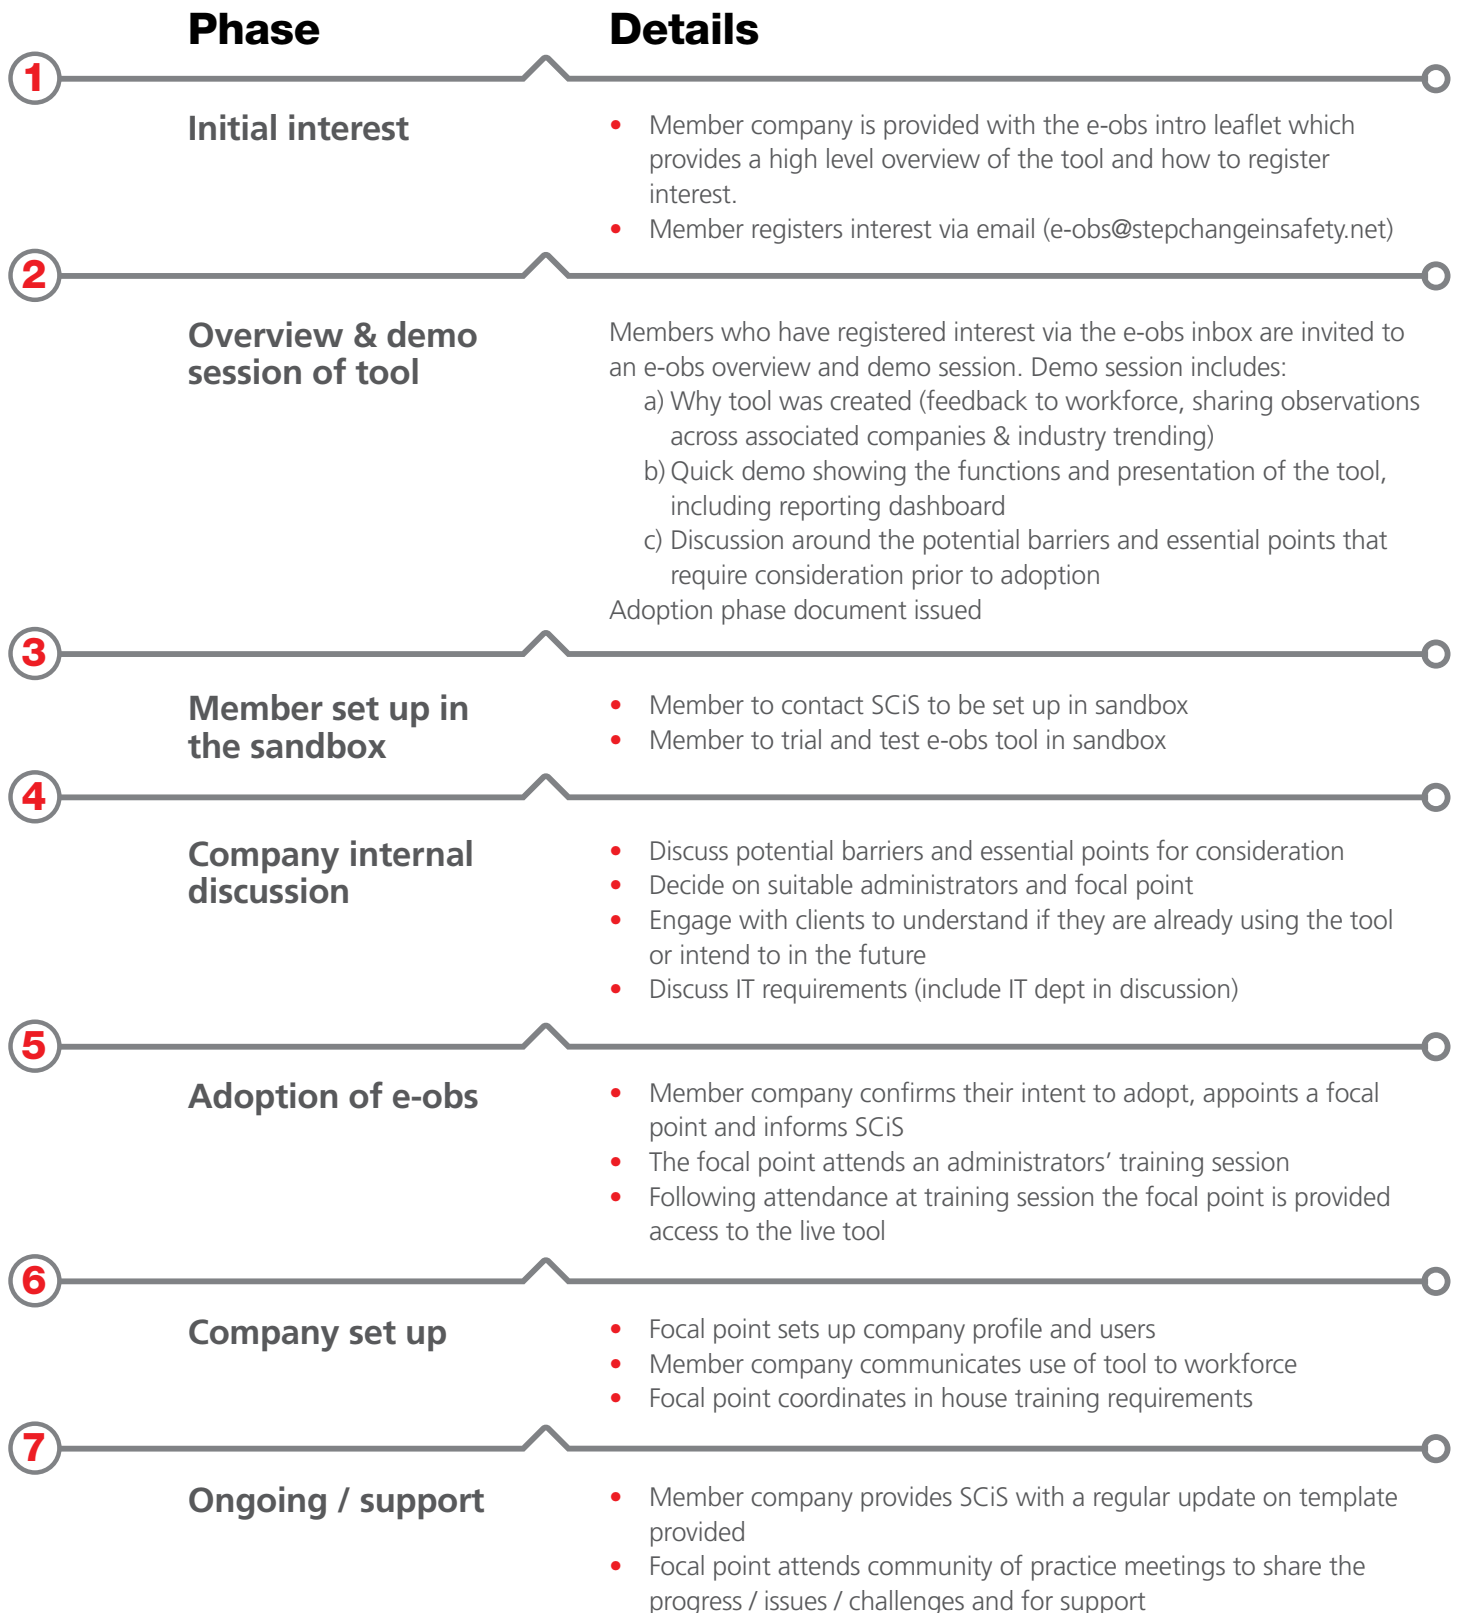 Phase Details
1
Initial interest
• Member company is provided with the e-obs intro leaflet which
provides a high level overview of the tool and how to register
interest.
• Member registers interest via email (e-obs@stepchangeinsafety.net)
2
Overview & demo
session of tool
Members who have registered interest via the e-obs inbox are invited to
an e-obs overview and demo session. Demo session includes:
a) Why tool was created (feedback to workforce, sharing observations
across associated companies & industry trending)
b) Quick demo showing the functions and presentation of the tool,
including reporting dashboard
c) Discussion around the potential barriers and essential points that
require consideration prior to adoption
Adoption phase document issued
3
Member set up in
the sandbox
• Member to contact SCiS to be set up in sandbox
• Member to trial and test e-obs tool in sandbox
4
Company internal
discussion
• Discuss potential barriers and essential points for consideration
• Decide on suitable administrators and focal point
• Engage with clients to understand if they are already using the tool
or intend to in the future
• Discuss IT requirements (include IT dept in discussion)
5
Adoption of e-obs
• Member company confirms their intent to adopt, appoints a focal
point and informs SCiS
• The focal point attends an administrators’ training session
• Following attendance at training session the focal point is provided
access to the live tool
6
Company set up
• Focal point sets up company profile and users
• Member company communicates use of tool to workforce
• Focal point coordinates in house training requirements
7
Ongoing / support
• Member company provides SCiS with a regular update on template
provided
• Focal point attends community of practice meetings to share the
progress / issues / challenges and for support